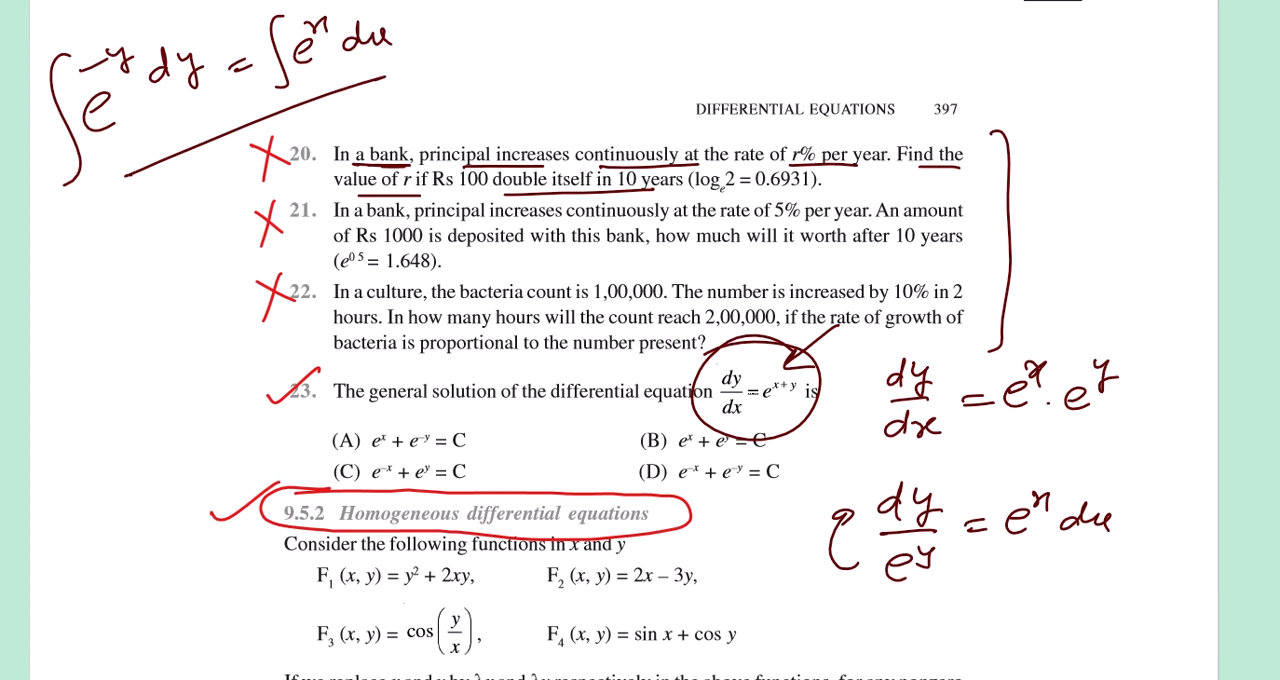 ∫ e^{-y} dy = ∫ e^x dx
DIFFERENTIAL EQUATIONS 397
20. In a bank, principal increases continuously at the rate of r% per year. Find the
value of r if Rs 100 double itself in 10 years (log_e 2 = 0.6931).
21. In a bank, principal increases continuously at the rate of 5% per year. An amount
of Rs 1000 is deposited with this bank, how much will it worth after 10 years
(e^{0.5} = 1.648).
22. In a culture, the bacteria count is 1,00,000. The number is increased by 10% in 2
hours. In how many hours will the count reach 2,00,000, if the rate of growth of
bacteria is proportional to the number present?
23. The general solution of the differential equation dy/dx = e^{x+y} is
dy/dx = e^x . e^y
(A) e^x + e^{-y} = C (B) e^x + e^y = C
(C) e^{-x} + e^y = C (D) e^{-x} + e^{-y} = C
9.5.2 Homogeneous differential equations
∫ dy/e^y = e^x dx
Consider the following functions in x and y
F₁ (x, y) = y² + 2xy, F₂ (x, y) = 2x – 3y,
F₃ (x, y) = cos(y/x), F₄ (x, y) = sin x + cos y